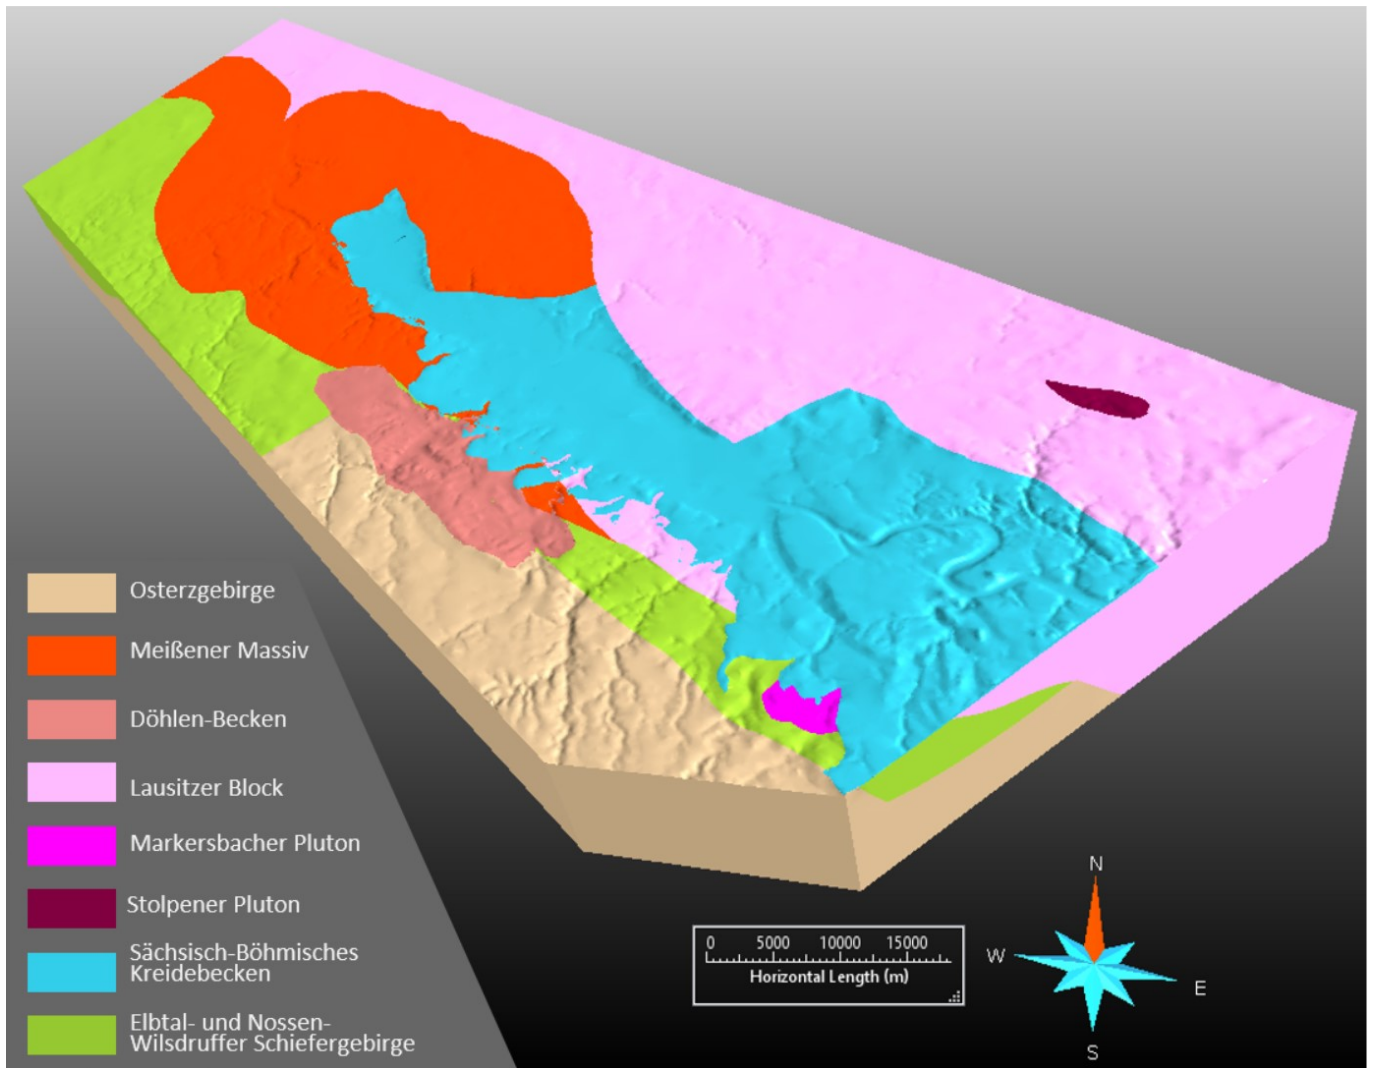 Osterzgebirge
Meißener Massiv
Döhlen-Becken
Lausitzer Block
Markersbacher Pluton
Stolpener Pluton
Sächsisch-Böhmisches
Kreidebecken
Elbtal- und Nossen-
Wilsdruffer Schiefergebirge
0 5000 10000 15000
Horizontal Length (m)
N
W
E
S